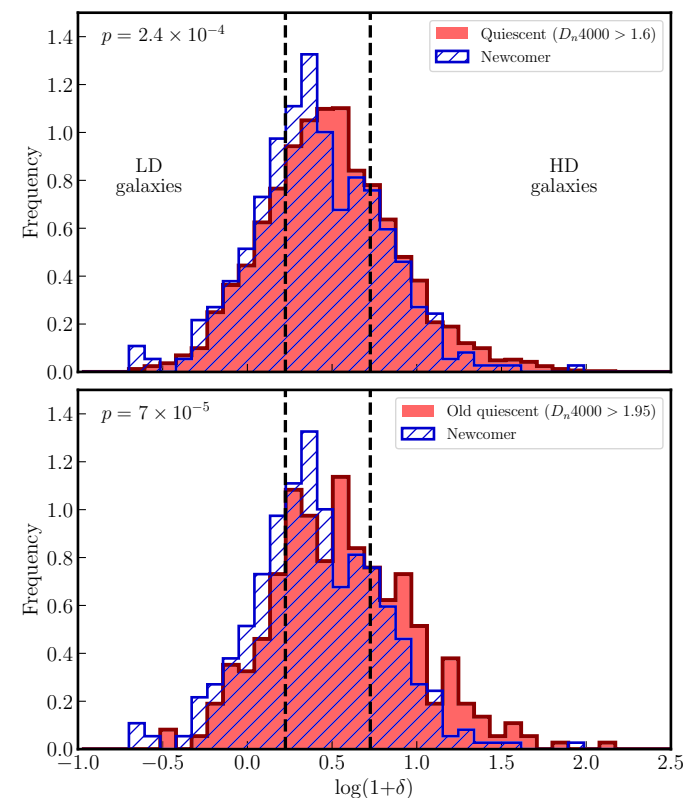 1.4
1.2
1.0
0.8
0.6
0.4
0.2
0.0
Frequency
p = 2.4 × 10⁻⁴
LD
galaxies
HD
galaxies
Quiescent (Dₙ4000 > 1.6)
Newcomer
1.4
1.2
1.0
0.8
0.6
0.4
0.2
0.0
Frequency
p = 7 × 10⁻⁵
Old quiescent (Dₙ4000 > 1.95)
Newcomer
−1.0 −0.5 0.0 0.5 1.0 1.5 2.0 2.5
log(1+δ)